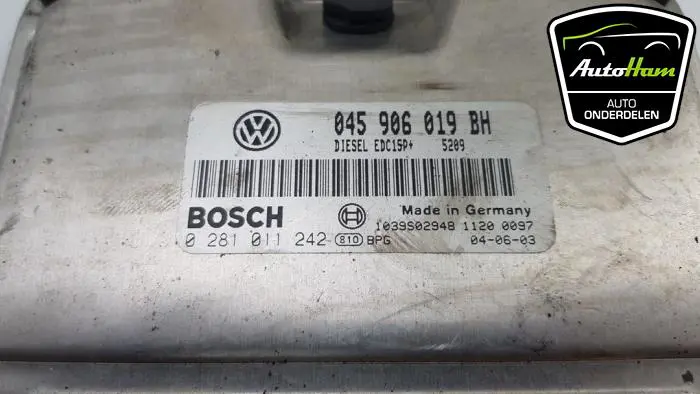 AutoHam
AUTO
ONDERDELEN
VW
045 906 019 BH
DIESEL EDC15P+ 5209
BOSCH
Made in Germany
1039S02948 1120 0097
0 281 011 242 810 BPG 04-06-03